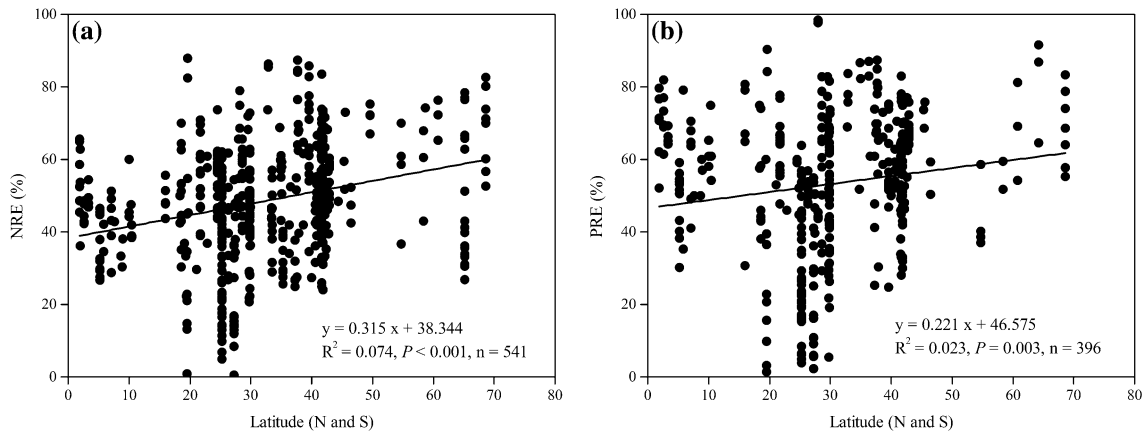 (a)
100
80
60
40
20
0
NRE (%)
y = 0.315 x + 38.344
R² = 0.074, P < 0.001, n = 541
0 10 20 30 40 50 60 70 80
Latitude (N and S)
(b)
100
80
60
40
20
0
PRE (%)
y = 0.221 x + 46.575
R² = 0.023, P = 0.003, n = 396
0 10 20 30 40 50 60 70 80
Latitude (N and S)